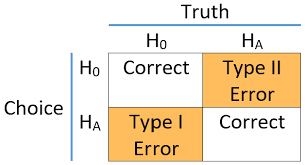 Truth
H₀ Hₐ
H₀ Correct Type II
Error
Choice
Hₐ Type I Correct
Error